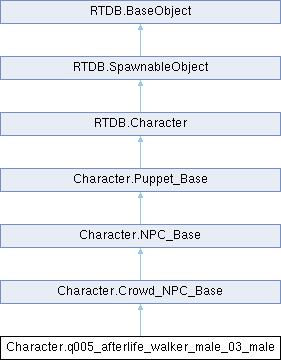 RTDB.BaseObject
RTDB.SpawnableObject
RTDB.Character
Character.Puppet_Base
Character.NPC_Base
Character.Crowd_NPC_Base
Character.q005_afterlife_walker_male_03_male